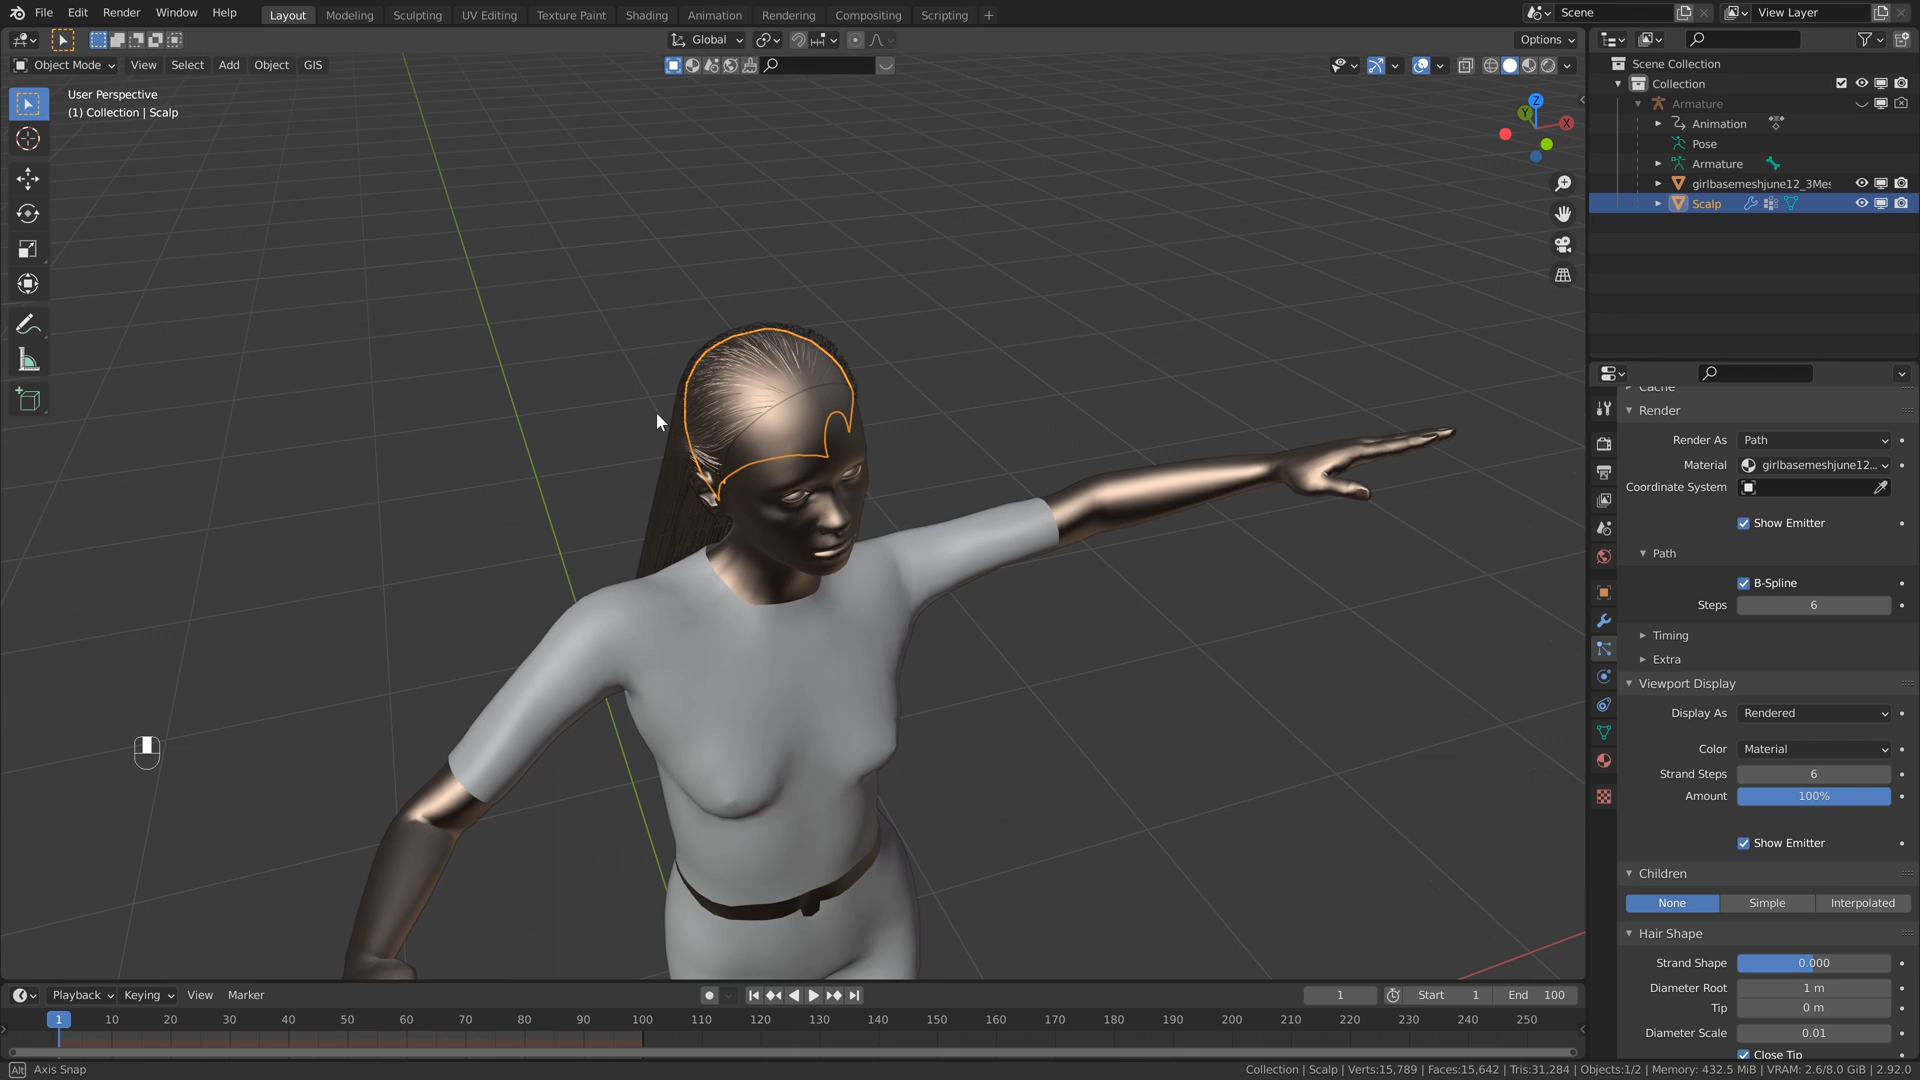 File Edit Render Window Help Layout Modeling Sculpting UV Editing Texture Paint Shading Animation Rendering Compositing Scripting + Scene View Layer
Global Options
Object Mode View Select Add Object GIS
User Perspective
(1) Collection | Scalp
Z
Y
X
Scene Collection
Collection
Armature
Animation
Pose
Armature
girlbasemeshjune12_3Mes
Scalp
Cache
Render
Render As Path
Material girlbasemeshjune12...
Coordinate System
Show Emitter
Path
B-Spline
Steps 6
Timing
Extra
Viewport Display
Display As Rendered
Color Material
Strand Steps 6
Amount 100%
Show Emitter
Children
None Simple Interpolated
Hair Shape
Strand Shape 0.000
Diameter Root 1 m
Tip 0 m
Diameter Scale 0.01
Close Tip
Playback Keying View Marker 1 Start 1 End 100
1 10 20 30 40 50 60 70 80 90 100 110 120 130 140 150 160 170 180 190 200 210 220 230 240 250
Alt Axis Snap Collection | Scalp | Verts:15,789 | Faces:15,642 | Tris:31,284 | Objects:1/2 | Memory: 432.5 MiB | VRAM: 2.6/8.0 GiB | 2.92.0